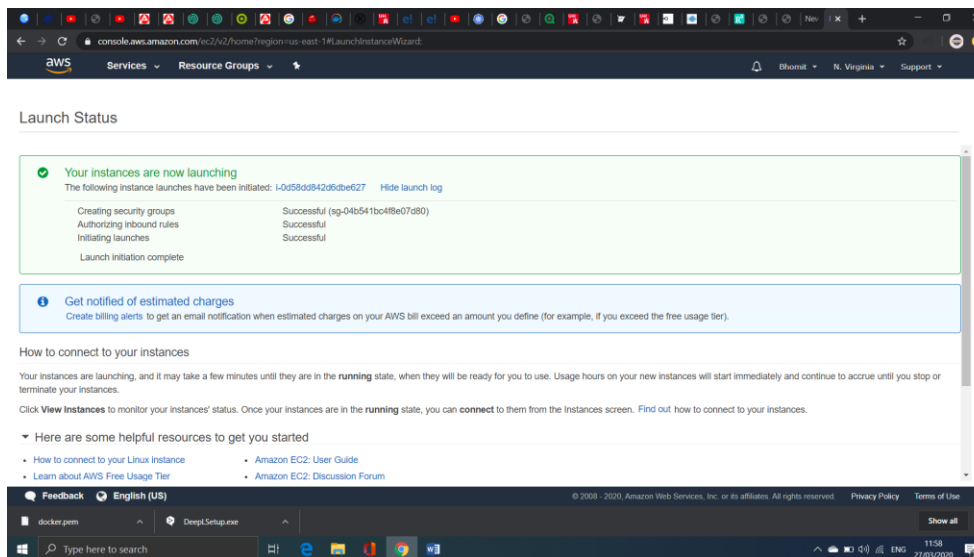 Nev
console.aws.amazon.com/ec2/v2/home?region=us-east-1#LaunchInstanceWizard:
aws Services Resource Groups Bhomit N. Virginia Support
Launch Status
Your instances are now launching
The following instance launches have been initiated: i-0d58dd842d6dbe627 Hide launch log
Creating security groups Successful (sg-04b541bc4f8e07d80)
Authorizing inbound rules Successful
Initiating launches Successful
Launch initiation complete
Get notified of estimated charges
Create billing alerts to get an email notification when estimated charges on your AWS bill exceed an amount you define (for example, if you exceed the free usage tier).
How to connect to your instances
Your instances are launching, and it may take a few minutes until they are in the running state, when they will be ready for you to use. Usage hours on your new instances will start immediately and continue to accrue until you stop or
terminate your instances.
Click View Instances to monitor your instances' status. Once your instances are in the running state, you can connect to them from the Instances screen. Find out how to connect to your instances.
Here are some helpful resources to get you started
• How to connect to your Linux instance • Amazon EC2: User Guide
• Learn about AWS Free Usage Tier • Amazon EC2: Discussion Forum
Feedback English (US) © 2008 - 2020, Amazon Web Services, Inc. or its affiliates. All rights reserved. Privacy Policy Terms of Use
docker.pem DeepLSetup.exe Show all
Type here to search ENG 11:58
27/03/2020